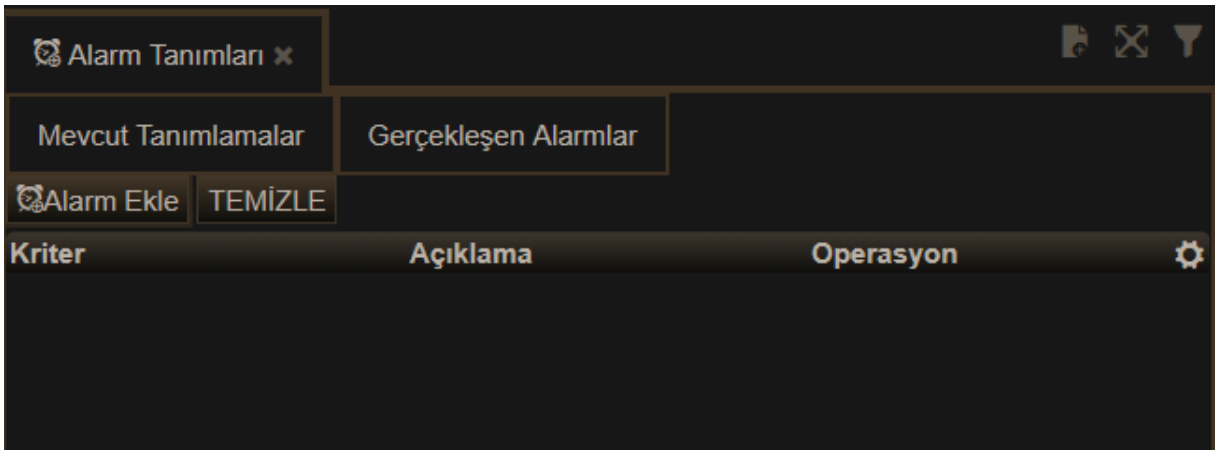 Alarm Tanımları
Mevcut Tanımlamalar Gerçekleşen Alarmlar
Alarm Ekle TEMİZLE
Kriter Açıklama Operasyon